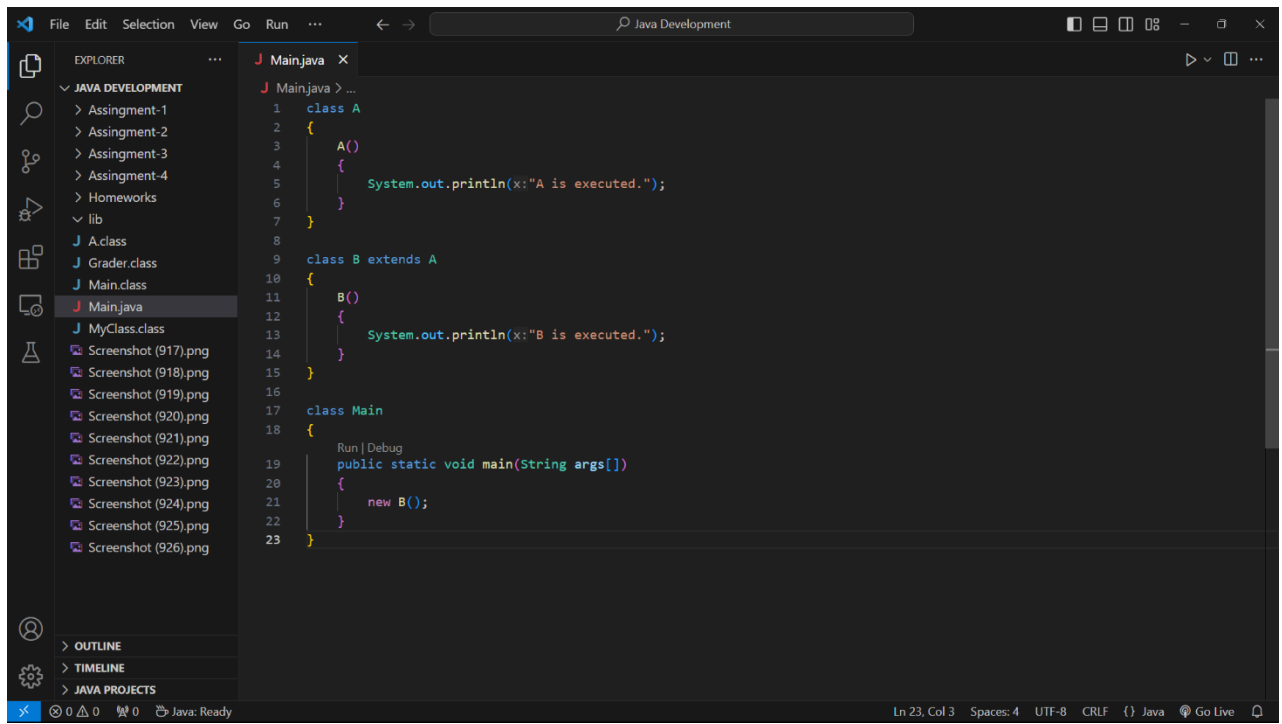 File Edit Selection View Go Run ···
Java Development
EXPLORER ···
JAVA DEVELOPMENT
Assingment-1
Assingment-2
Assingment-3
Assingment-4
Homeworks
lib
J A.class
J Grader.class
J Main.class
J Main.java
J MyClass.class
Screenshot (917).png
Screenshot (918).png
Screenshot (919).png
Screenshot (920).png
Screenshot (921).png
Screenshot (922).png
Screenshot (923).png
Screenshot (924).png
Screenshot (925).png
Screenshot (926).png
OUTLINE
TIMELINE
JAVA PROJECTS
J Main.java ×
J Main.java > ...
1 class A
2 {
3 A()
4 {
5 System.out.println(x:"A is executed.");
6 }
7 }
8
9 class B extends A
10 {
11 B()
12 {
13 System.out.println(x:"B is executed.");
14 }
15 }
16
17 class Main
18 {
Run | Debug
19 public static void main(String args[])
20 {
21 new B();
22 }
23 }
0 0 0 Java: Ready Ln 23, Col 3 Spaces: 4 UTF-8 CRLF {} Java Go Live